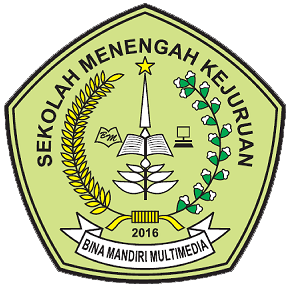 SEKOLAH MENENGAH KEJURUAN
BM
2016
BINA MANDIRI MULTIMEDIA